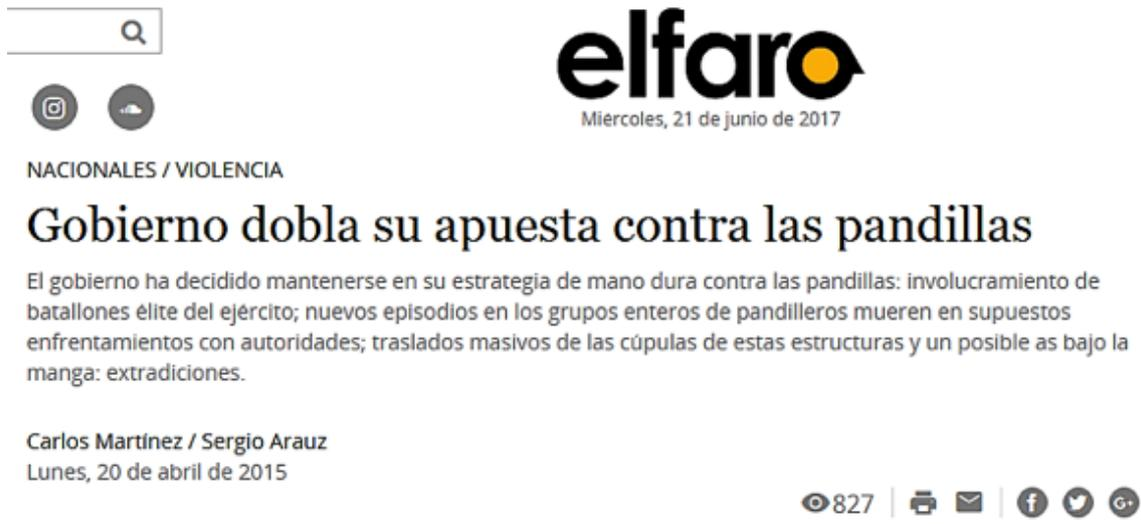 elfaro
Miércoles, 21 de junio de 2017
NACIONALES / VIOLENCIA
Gobierno dobla su apuesta contra las pandillas
El gobierno ha decidido mantenerse en su estrategia de mano dura contra las pandillas: involucramiento de
batallones élite del ejército; nuevos episodios en los grupos enteros de pandilleros mueren en supuestos
enfrentamientos con autoridades; traslados masivos de las cúpulas de estas estructuras y un posible as bajo la
manga: extradiciones.
Carlos Martínez / Sergio Arauz
Lunes, 20 de abril de 2015
827